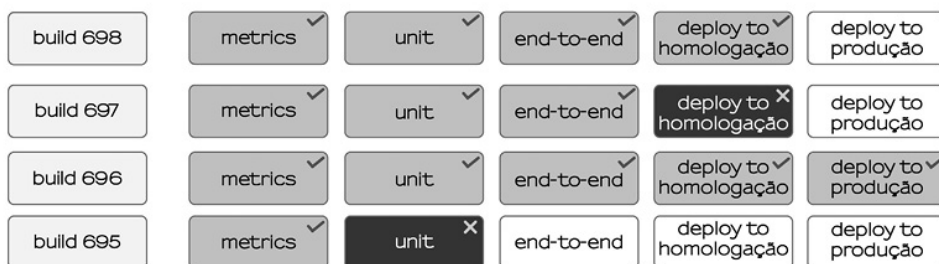 build 698 metrics unit end-to-end deploy to homologação deploy to produção
build 697 metrics unit end-to-end deploy to homologação deploy to produção
build 696 metrics unit end-to-end deploy to homologação deploy to produção
build 695 metrics unit end-to-end deploy to homologação deploy to produção